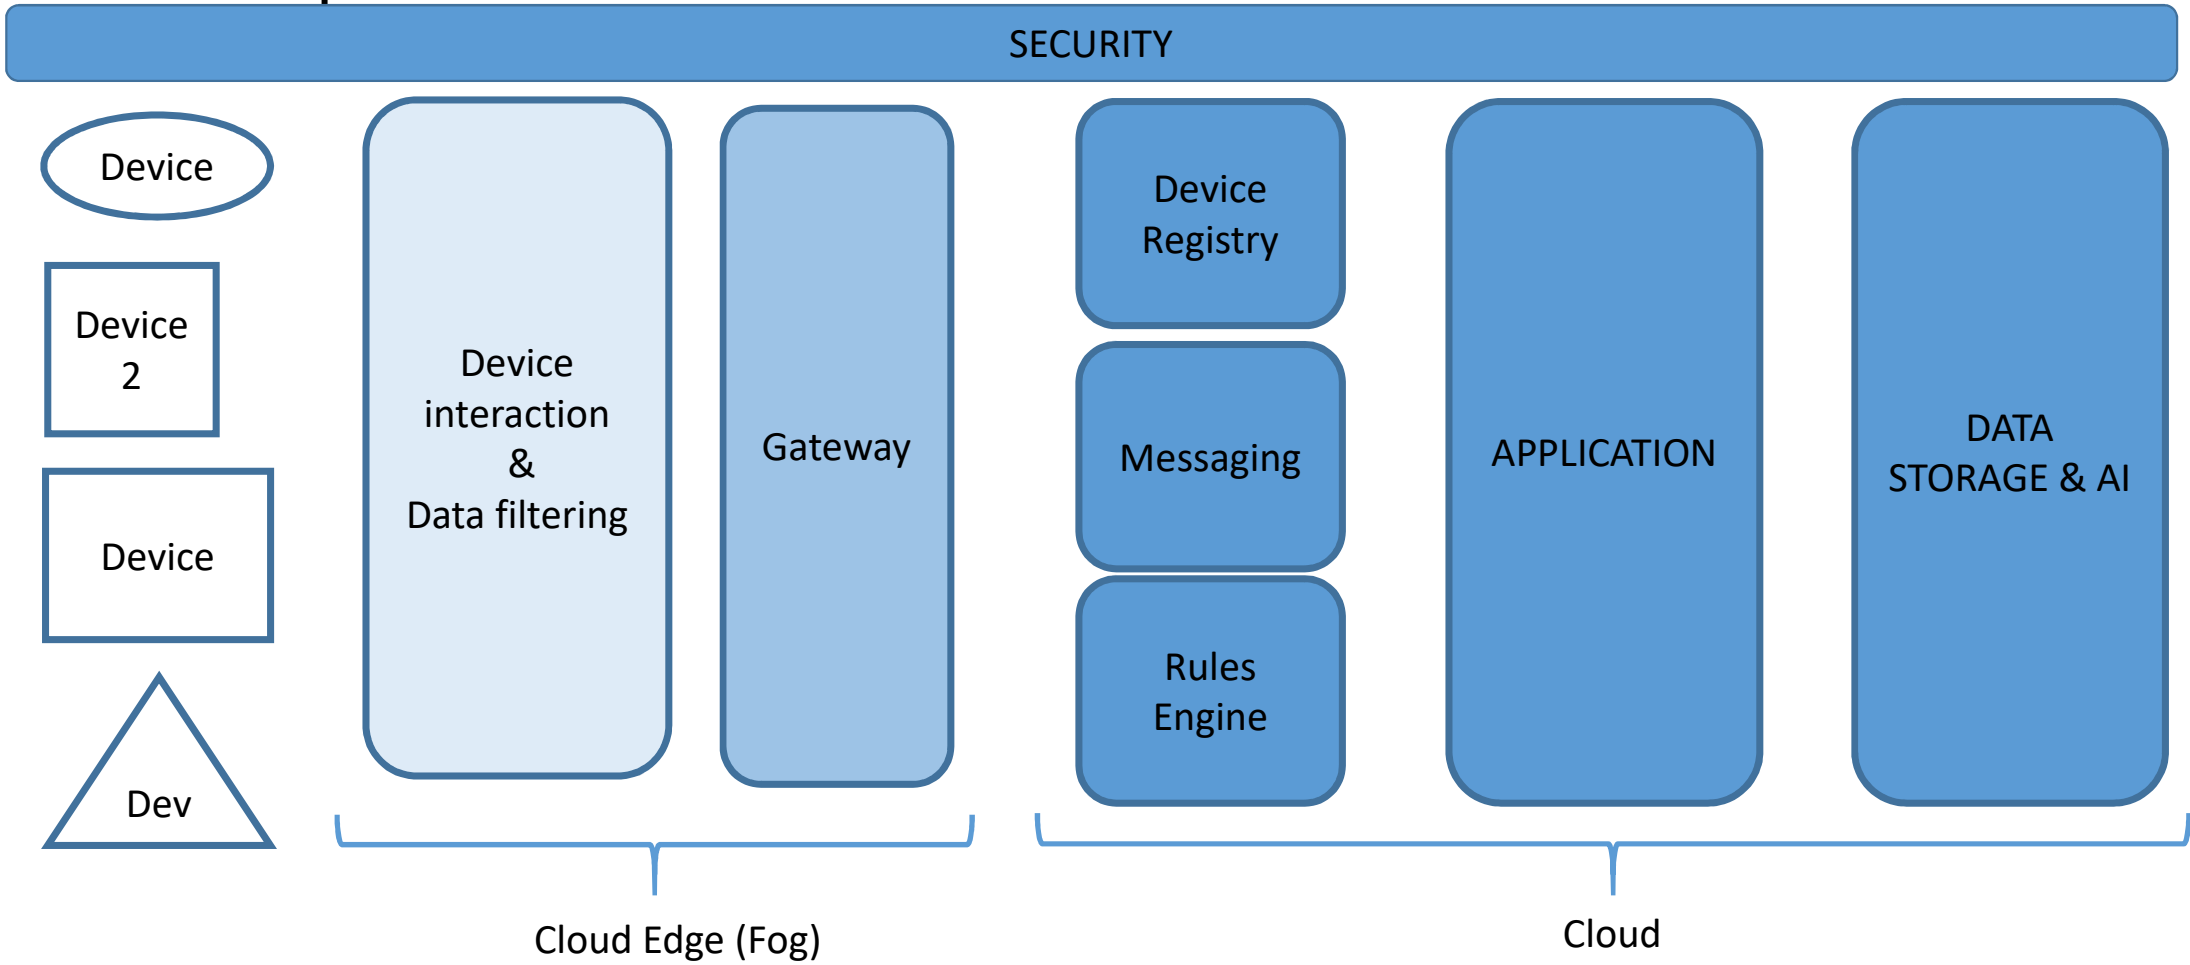 SECURITY
Device
Device
2
Device
Dev
Device
interaction
&
Data filtering
Gateway
Device
Registry
Messaging
Rules
Engine
APPLICATION
DATA
STORAGE & AI
Cloud Edge (Fog)
Cloud